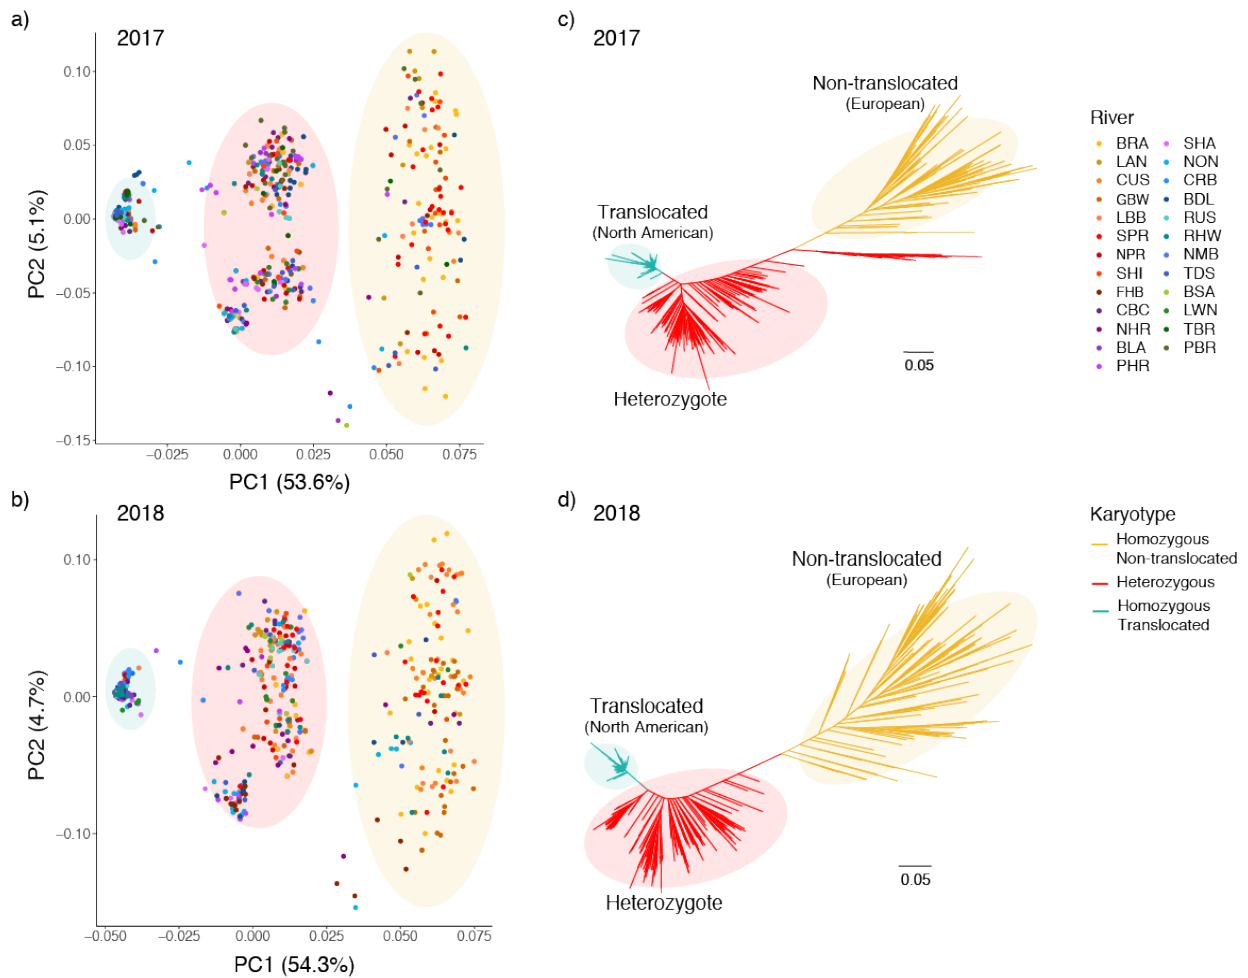 a)
2017
0.10
0.05
0.00
−0.05
−0.10
−0.15
PC2 (5.1%)
−0.025
0.000
0.025
0.050
0.075
PC1 (53.6%)
c)
2017
Non-translocated
(European)
Translocated
(North American)
Heterozygote
0.05
River
BRA
LAN
CUS
GBW
LBB
SPR
NPR
SHI
FHB
CBC
NHR
BLA
PHR
SHA
NON
CRB
BDL
RUS
RHW
NMB
TDS
BSA
LWN
TBR
PBR
b)
2018
0.10
0.00
−0.10
PC2 (4.7%)
−0.050
−0.025
0.000
0.025
0.050
0.075
PC1 (54.3%)
d)
2018
Non-translocated
(European)
Translocated
(North American)
Heterozygote
0.05
Karyotype
Homozygous
Non-translocated
Heterozygous
Homozygous
Translocated